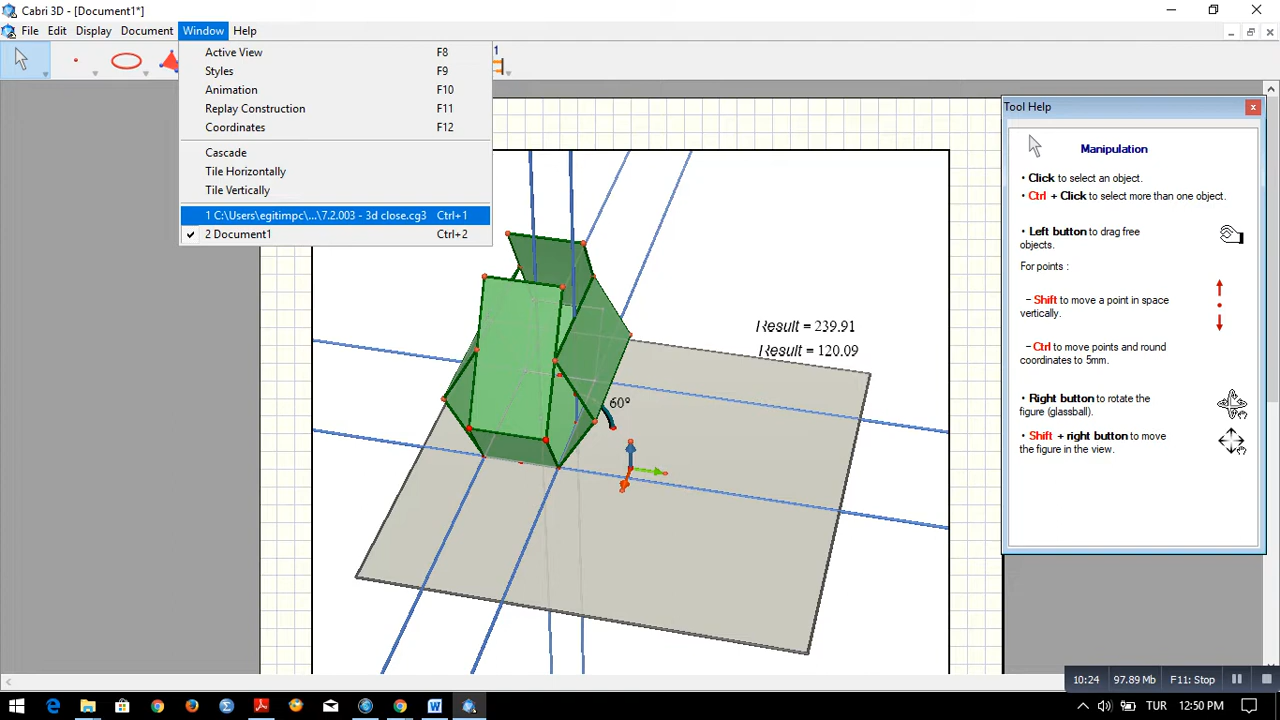 Cabri 3D - [Document1*]
File Edit Display Document Window Help
Active View F8
Styles F9
Animation F10
Replay Construction F11
Coordinates F12
Cascade
Tile Horizontally
Tile Vertically
1 C:\Users\egitimpc\...\7.2.003 - 3d close.cg3 Ctrl+1
2 Document1 Ctrl+2
1
Result = 239.91
Result = 120.09
60°
Tool Help
Manipulation
• Click to select an object.
• Ctrl + Click to select more than one object.
• Left button to drag free
objects.
For points :
– Shift to move a point in space
vertically.
– Ctrl to move points and round
coordinates to 5mm.
• Right button to rotate the
figure (glassball).
• Shift + right button to move
the figure in the view.
10:24 97.89 Mb F11: Stop
TUR 12:50 PM